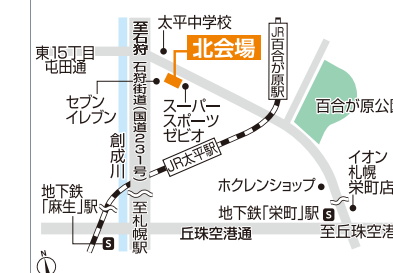 太平中学校
至石狩
東15丁目
屯田通
北会場
JR百合が原駅
石狩街道（国道231号）
セブン
イレブン
スーパー
スポーツ
ゼビオ
百合が原公園
創成川
JR太平駅
イオン
札幌
栄町店
ホクレンショップ
地下鉄
「麻生」駅
地下鉄「栄町」駅 S
S
至札幌駅
丘珠空港通
至丘珠空港
N